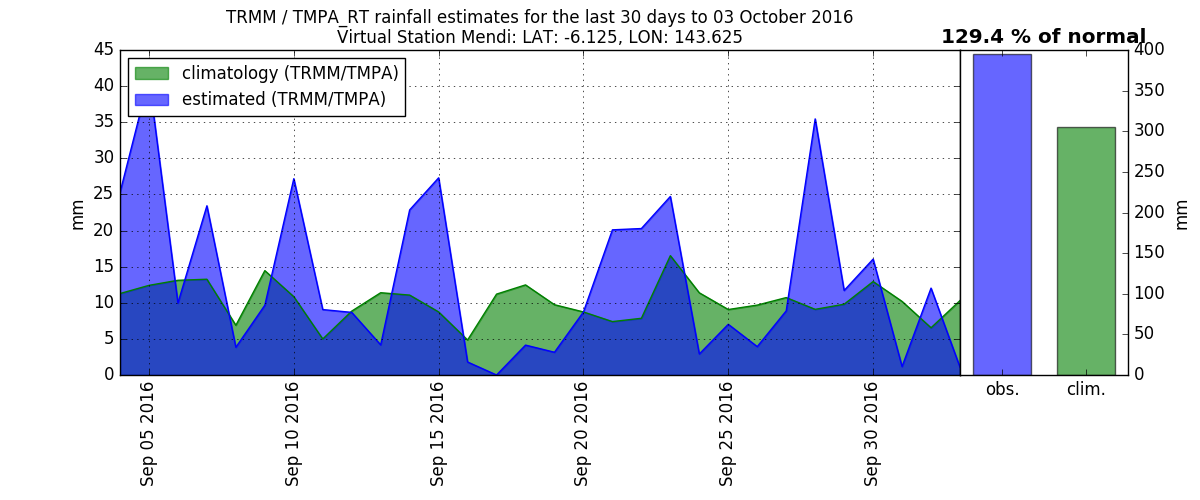 TRMM / TMPA_RT rainfall estimates for the last 30 days to 03 October 2016
Virtual Station Mendi: LAT: -6.125, LON: 143.625
129.4 % of normal
climatology (TRMM/TMPA)
estimated (TRMM/TMPA)
45
40
35
30
25
20
15
10
5
0
mm
Sep 05 2016
Sep 10 2016
Sep 15 2016
Sep 20 2016
Sep 25 2016
Sep 30 2016
400
350
300
250
200
150
100
50
0
mm
obs.
clim.